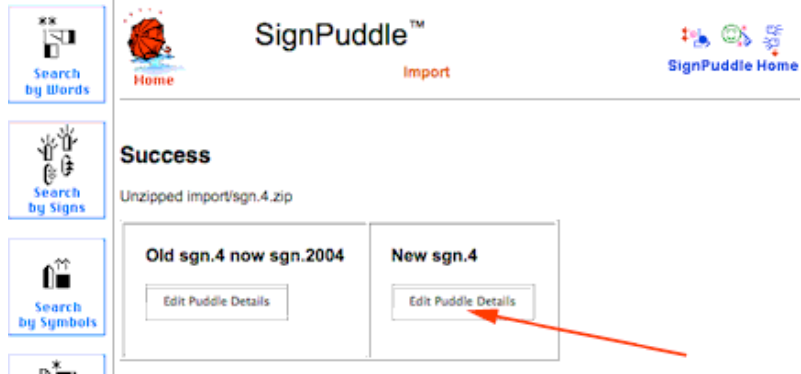 Search
by Words
Home
SignPuddle™
Import
SignPuddle Home
Search
by Signs
Success
Unzipped import/sgn.4.zip
Old sgn.4 now sgn.2004
New sgn.4
Edit Puddle Details
Edit Puddle Details
Search
by Symbols